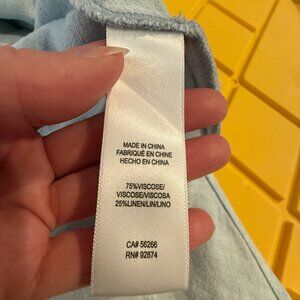 MADE IN CHINA
FABRIQUÉ EN CHINE
HECHO EN CHINA
75%VISCOSE/
VISCOSE/VISCOSA
25%LINEN/LIN/LINO
CA# 56266
RN# 92874